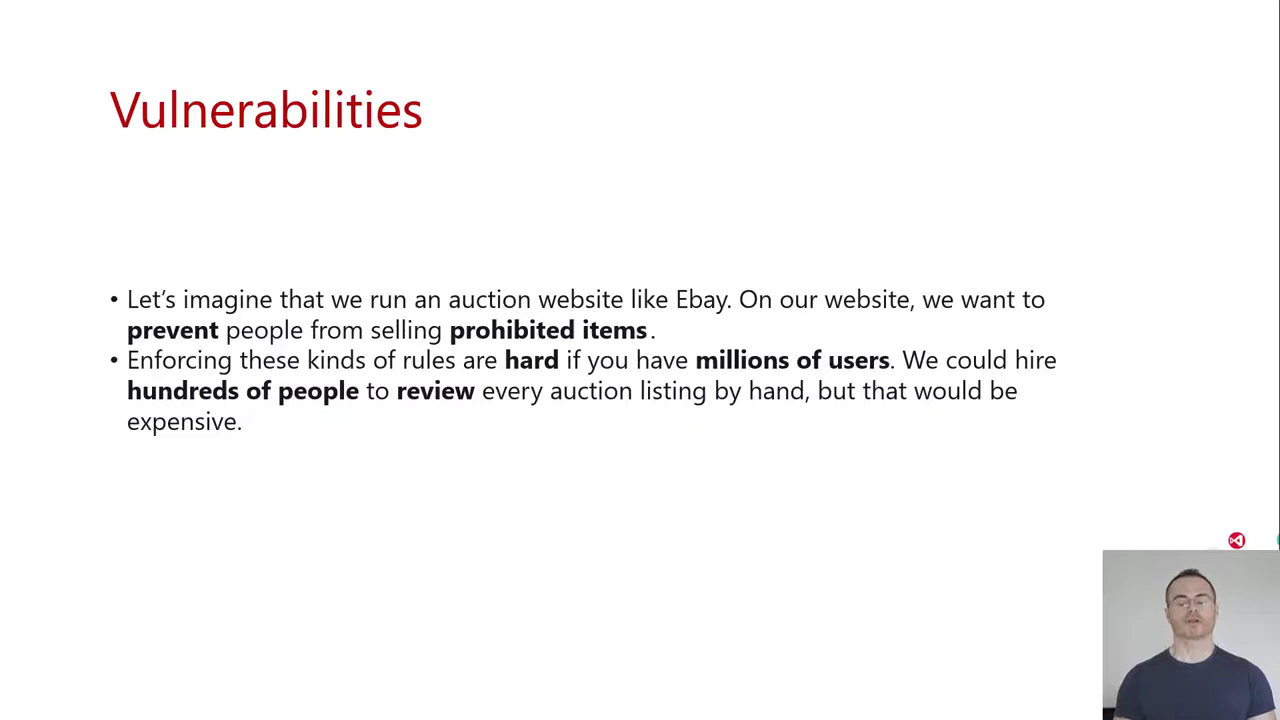 Vulnerabilities
• Let’s imagine that we run an auction website like Ebay. On our website, we want to
prevent people from selling prohibited items.
• Enforcing these kinds of rules are hard if you have millions of users. We could hire
hundreds of people to review every auction listing by hand, but that would be
expensive.